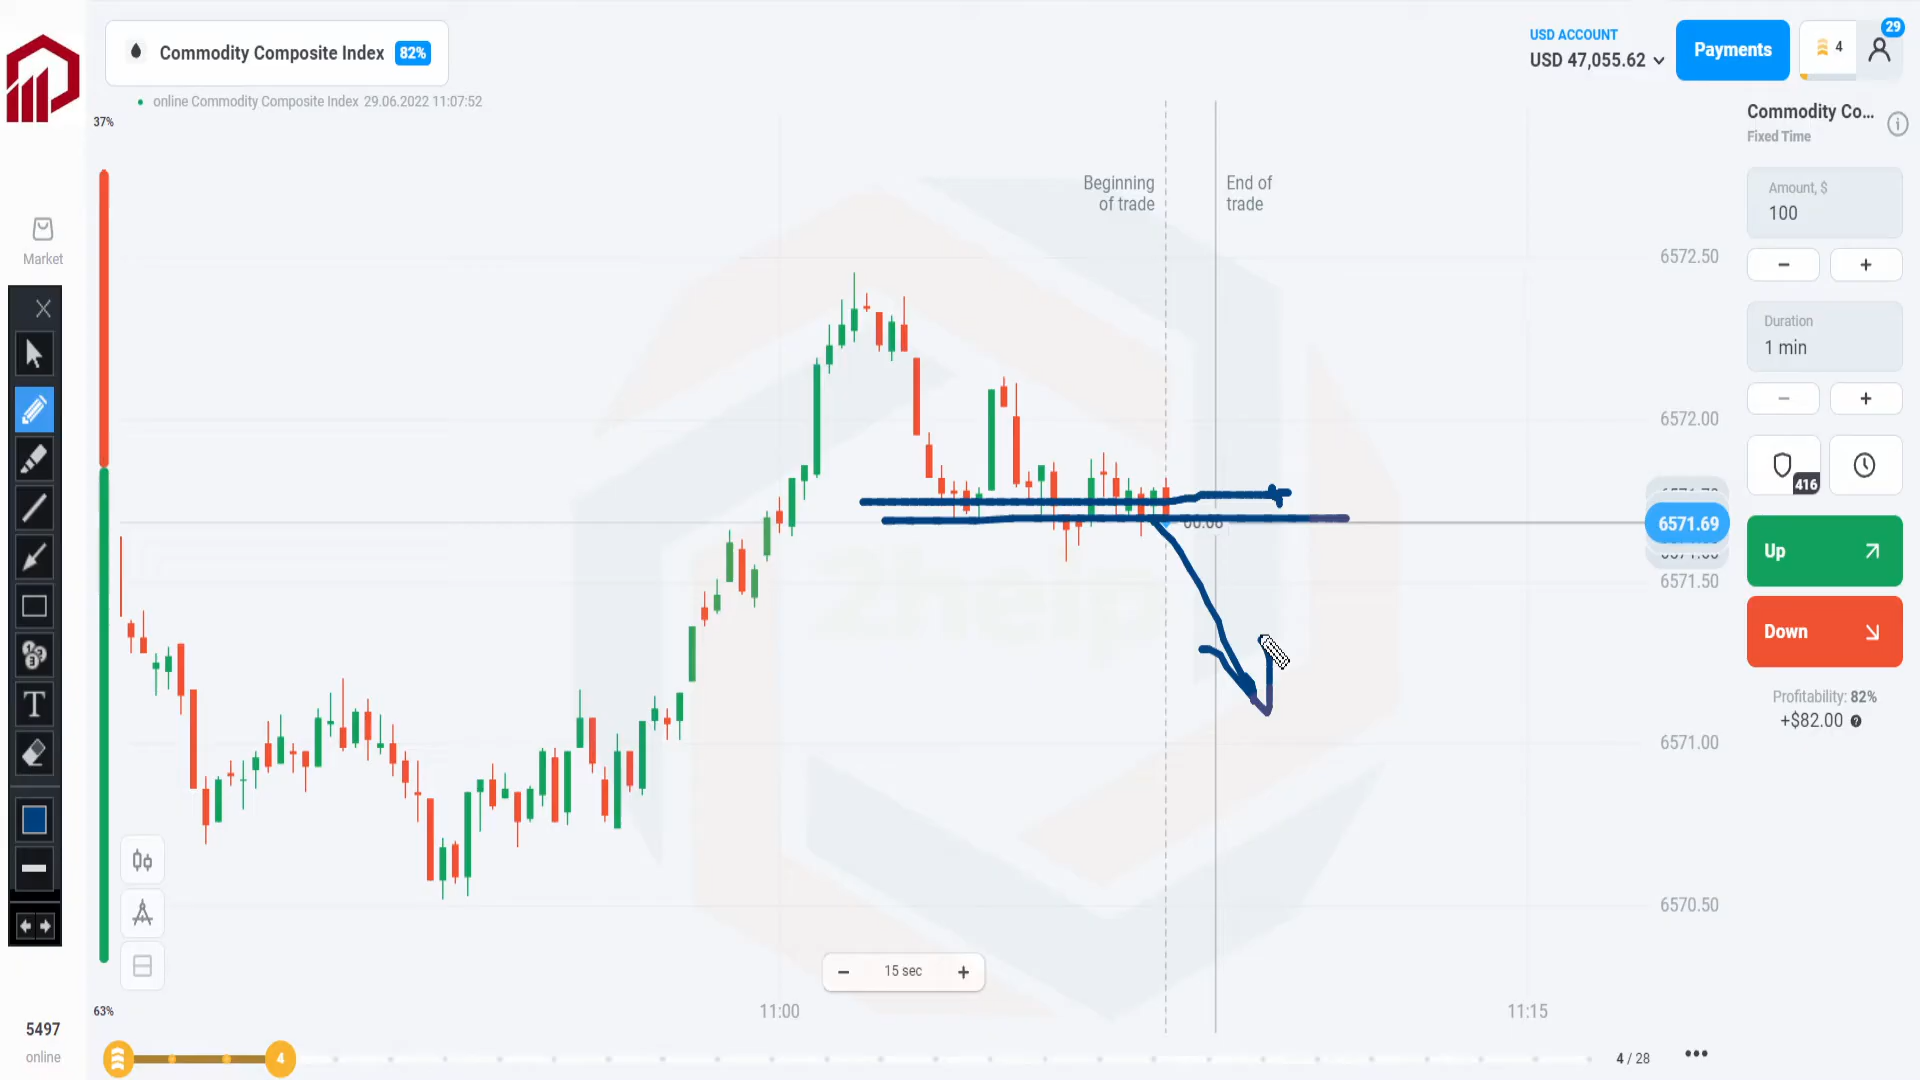 Commodity Composite Index 82%
online Commodity Composite Index 29.06.2022 11:07:52
37%
USD ACCOUNT
USD 47,055.62
Payments
4
29
Commodity Co...
Fixed Time
Market
Beginning
of trade
End of
trade
Amount, $
100
6572.50
Duration
1 min
6572.00
416
6571.69
6571.50
Up
Down
Profitability: 82%
+$82.00
6571.00
6570.50
15 sec
63%
11:00
11:15
5497
online
4
4 / 28
T